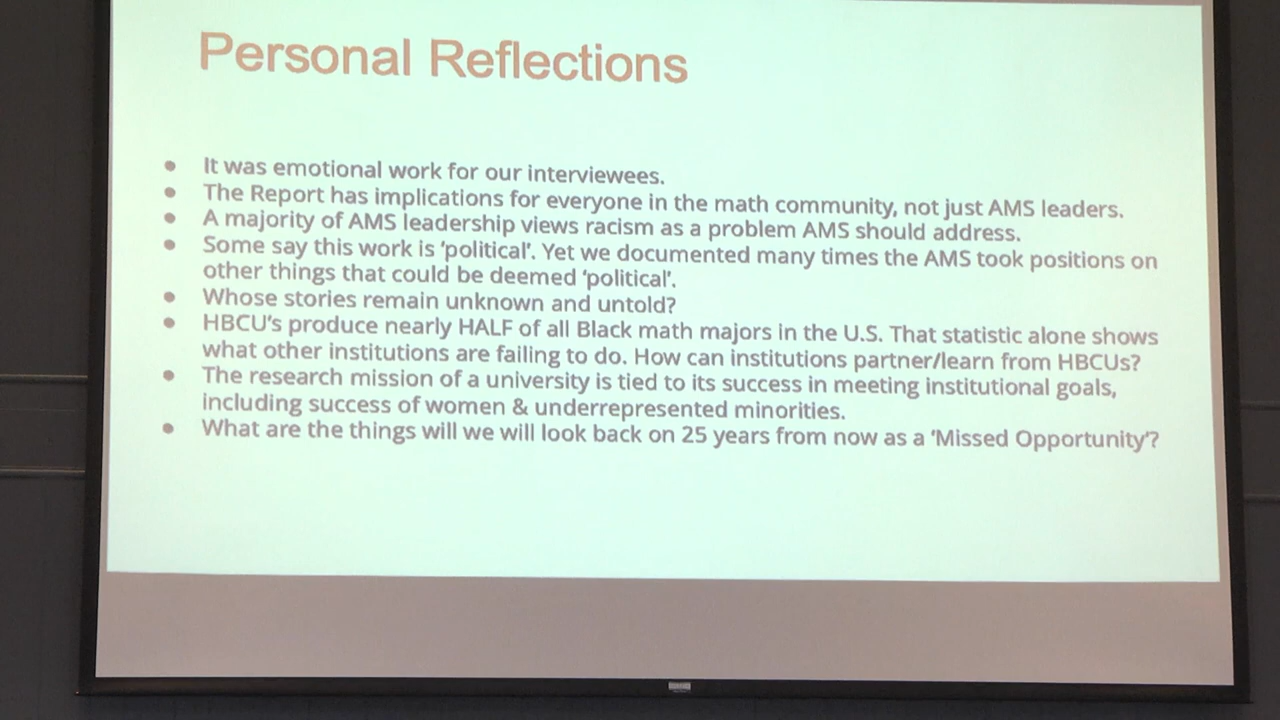 Personal Reflections
● It was emotional work for our interviewees.
● The Report has implications for everyone in the math community, not just AMS leaders.
● A majority of AMS leadership views racism as a problem AMS should address.
● Some say this work is ‘political’. Yet we documented many times the AMS took positions on
other things that could be deemed ‘political’.
● Whose stories remain unknown and untold?
● HBCU’s produce nearly HALF of all Black math majors in the U.S. That statistic alone shows
what other institutions are failing to do. How can institutions partner/learn from HBCUs?
● The research mission of a university is tied to its success in meeting institutional goals,
including success of women & underrepresented minorities.
● What are the things will we will look back on 25 years from now as a ‘Missed Opportunity’?